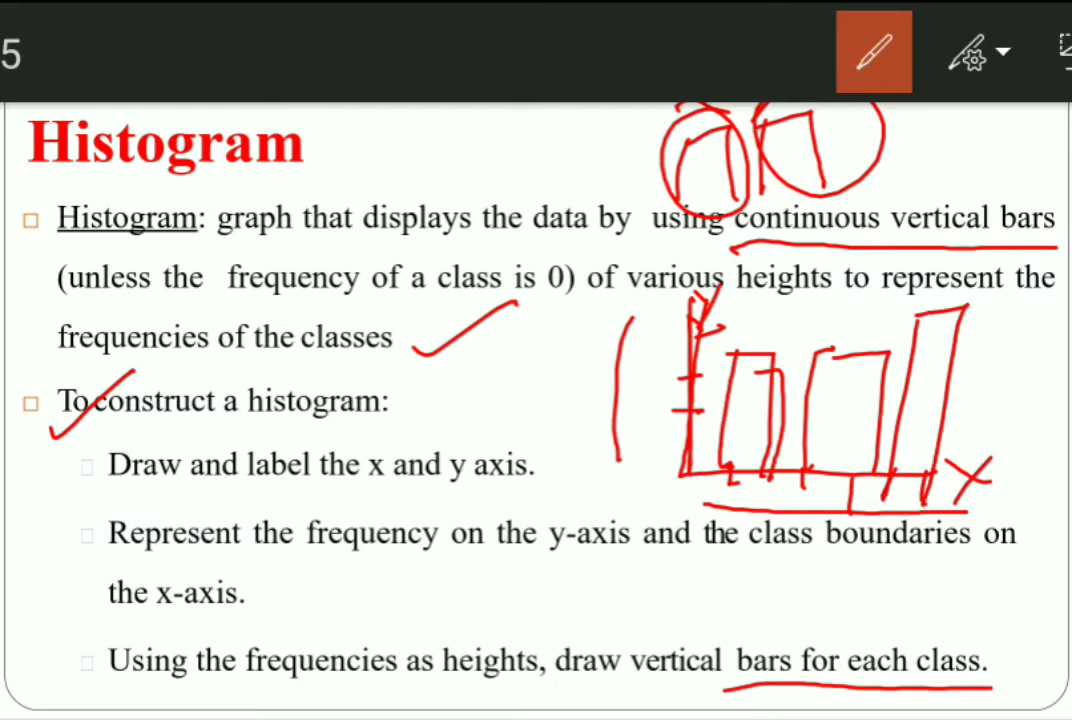 5
Histogram
Histogram: graph that displays the data by using continuous vertical bars
(unless the frequency of a class is 0) of various heights to represent the
frequencies of the classes
To construct a histogram:
Y
Draw and label the x and y axis.
X
Represent the frequency on the y-axis and the class boundaries on
the x-axis.
Using the frequencies as heights, draw vertical bars for each class.